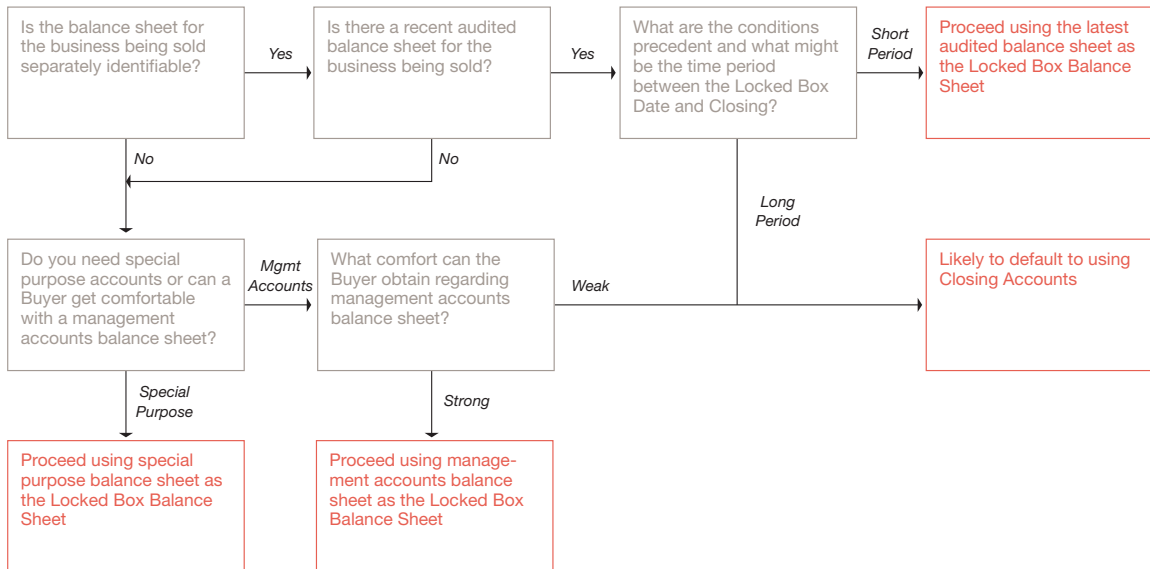 Is the balance sheet for
the business being sold
separately identifiable?
Yes
Is there a recent audited
balance sheet for the
business being sold?
Yes
What are the conditions
precedent and what might
be the time period
between the Locked Box
Date and Closing?
Short
Period
Proceed using the latest
audited balance sheet as
the Locked Box Balance
Sheet
No
No
Long
Period
Do you need special
purpose accounts or can a
Buyer get comfortable
with a management
accounts balance sheet?
Mgmt
Accounts
What comfort can the
Buyer obtain regarding
management accounts
balance sheet?
Weak
Likely to default to using
Closing Accounts
Special
Purpose
Strong
Proceed using special
purpose balance sheet as
the Locked Box Balance
Sheet
Proceed using manage-
ment accounts balance
sheet as the Locked Box
Balance Sheet